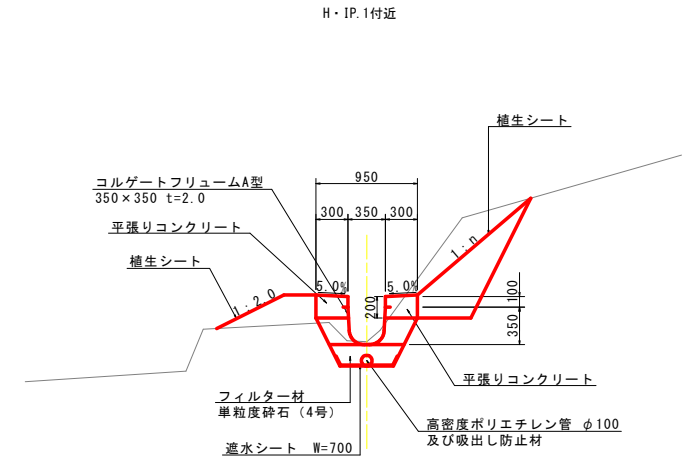 H・IP.1付近
植生シート
950
コルゲートフリュームA型
350×350 t=2.0
300 350 300
平張りコンクリート
1:n
植生シート
5.0%
5.0%
1:2.0
200
100
350
平張りコンクリート
フィルター材
単粒度砕石（4号）
高密度ポリエチレン管 φ100
及び吸出し防止材
遮水シート W=700